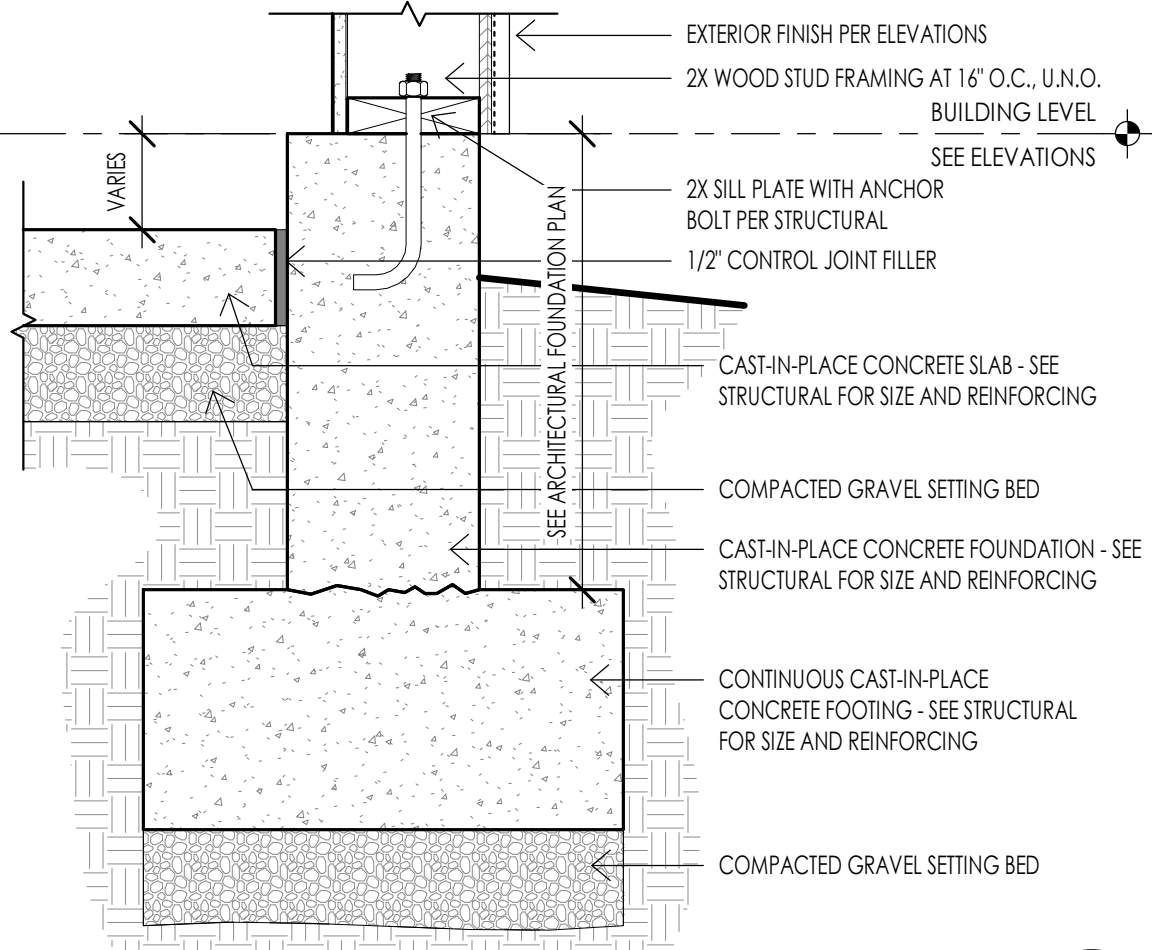 EXTERIOR FINISH PER ELEVATIONS
2X WOOD STUD FRAMING AT 16" O.C., U.N.O.
BUILDING LEVEL
SEE ELEVATIONS
VARIES
2X SILL PLATE WITH ANCHOR
BOLT PER STRUCTURAL
1/2" CONTROL JOINT FILLER
SEE ARCHITECTURAL FOUNDATION PLAN
CAST-IN-PLACE CONCRETE SLAB - SEE
STRUCTURAL FOR SIZE AND REINFORCING
COMPACTED GRAVEL SETTING BED
CAST-IN-PLACE CONCRETE FOUNDATION - SEE
STRUCTURAL FOR SIZE AND REINFORCING
CONTINUOUS CAST-IN-PLACE
CONCRETE FOOTING - SEE STRUCTURAL
FOR SIZE AND REINFORCING
COMPACTED GRAVEL SETTING BED